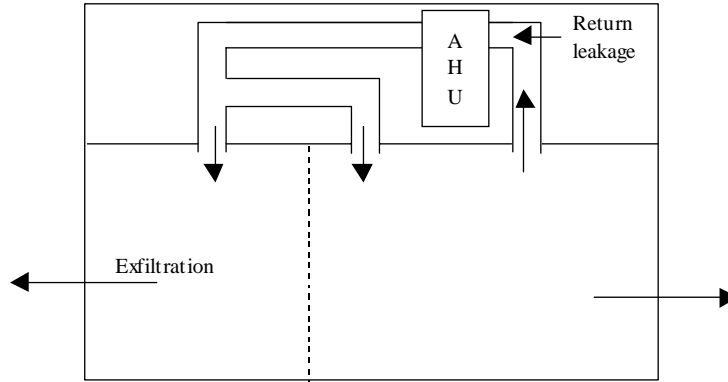 A
H
U
Return
leakage
Exfiltration